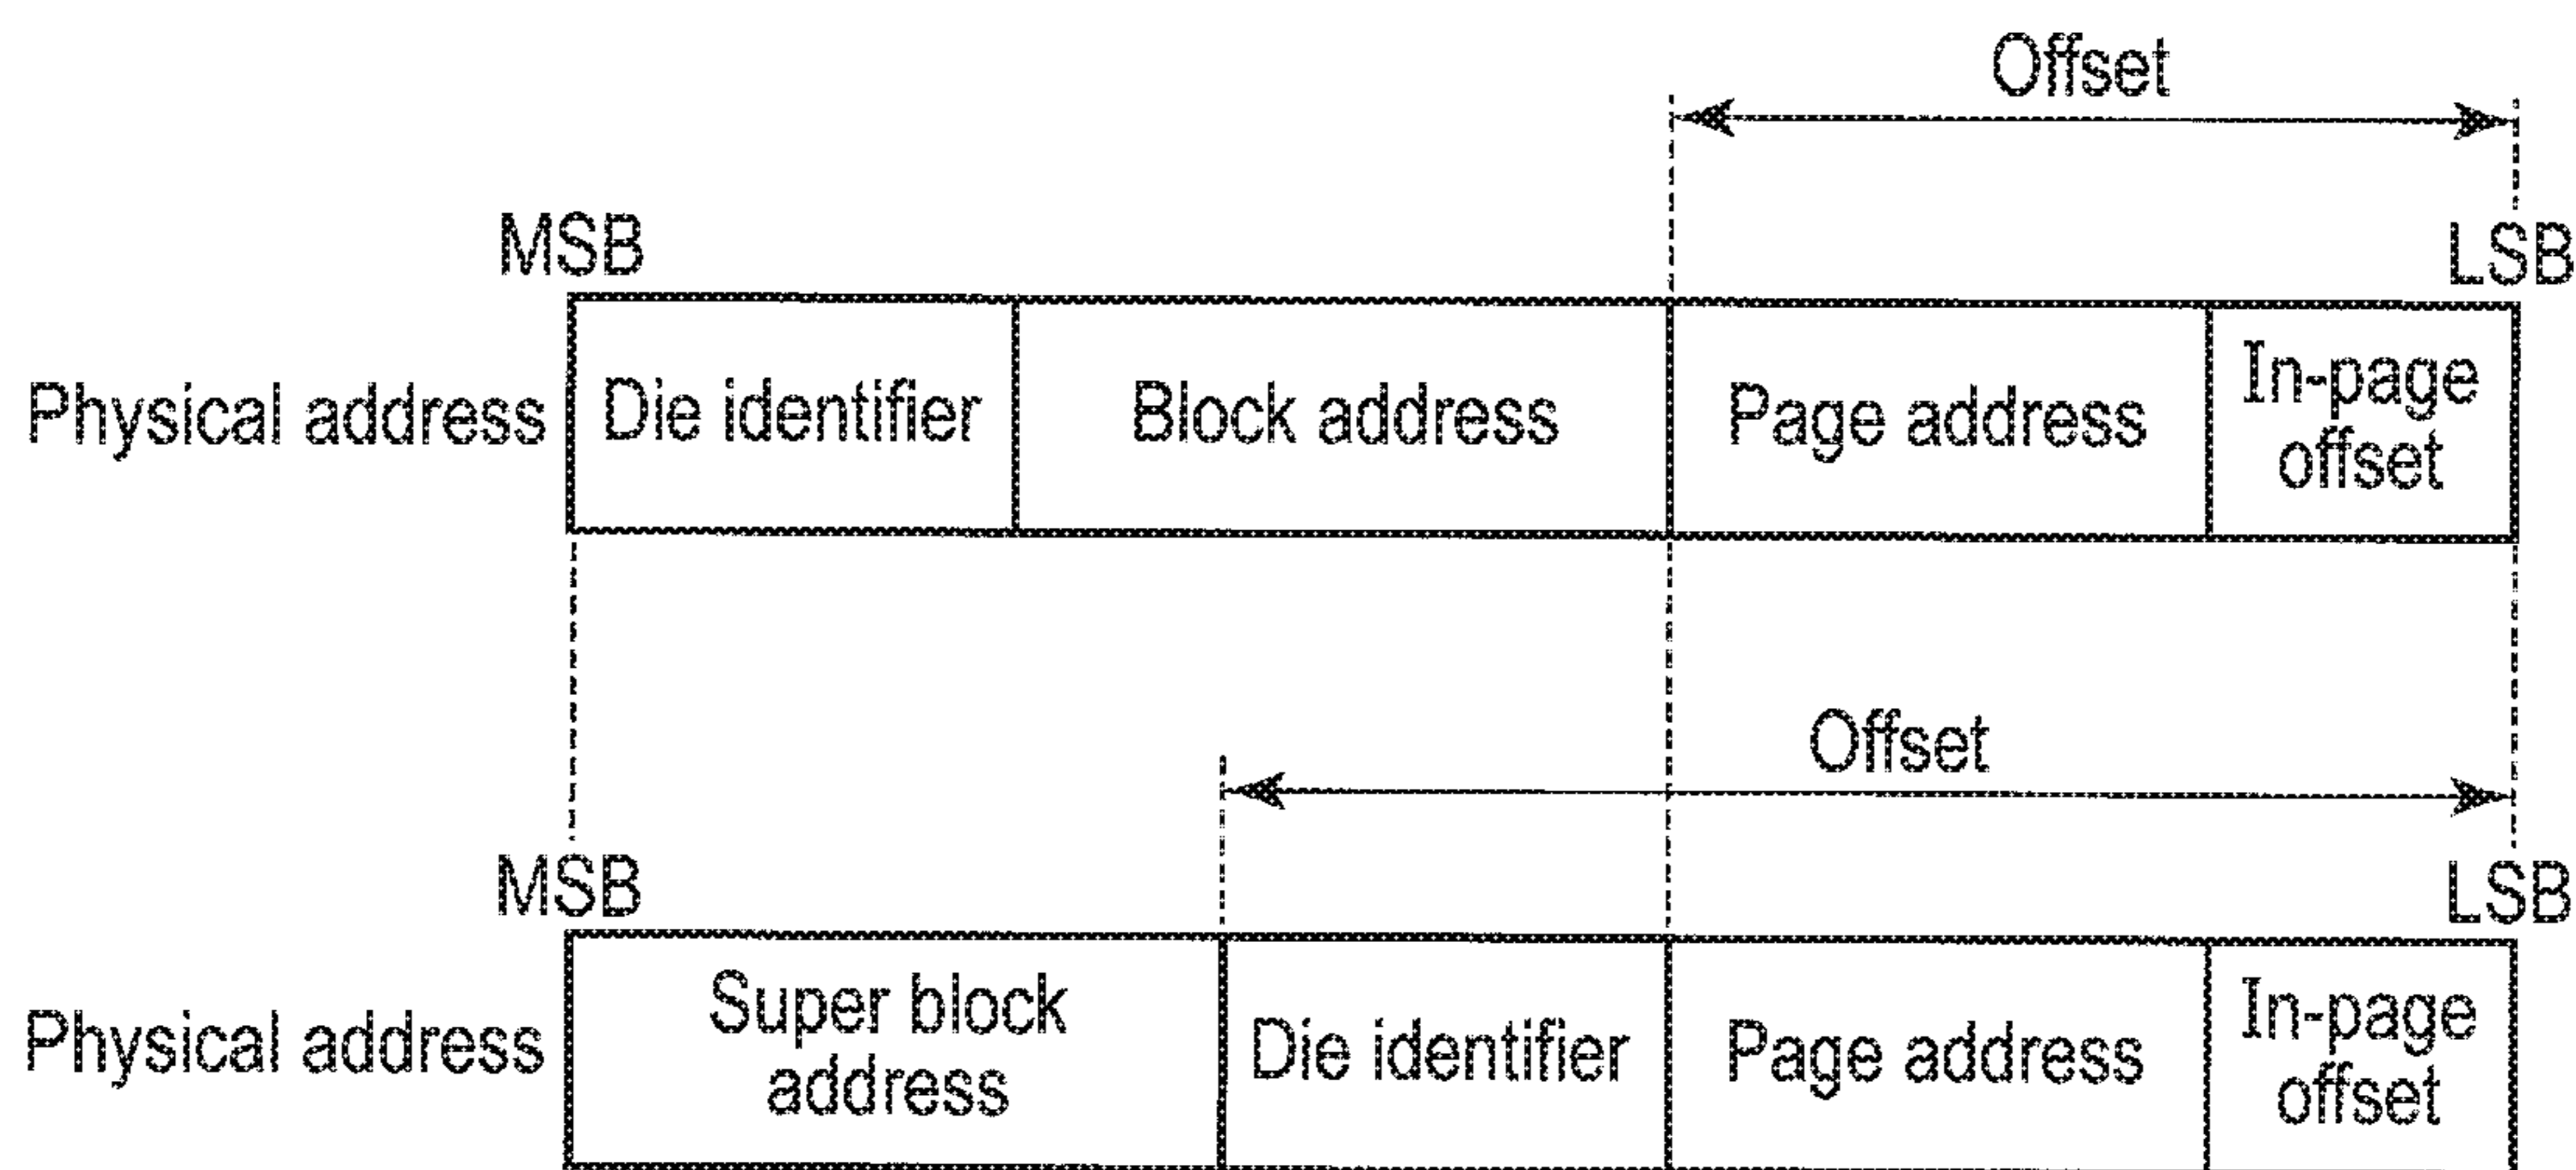 Offset
MSB
LSB
Physical address
Die identifier
Block address
Page address
In-page
offset
Offset
MSB
LSB
Physical address
Super block
address
Die identifier
Page address
In-page
offset